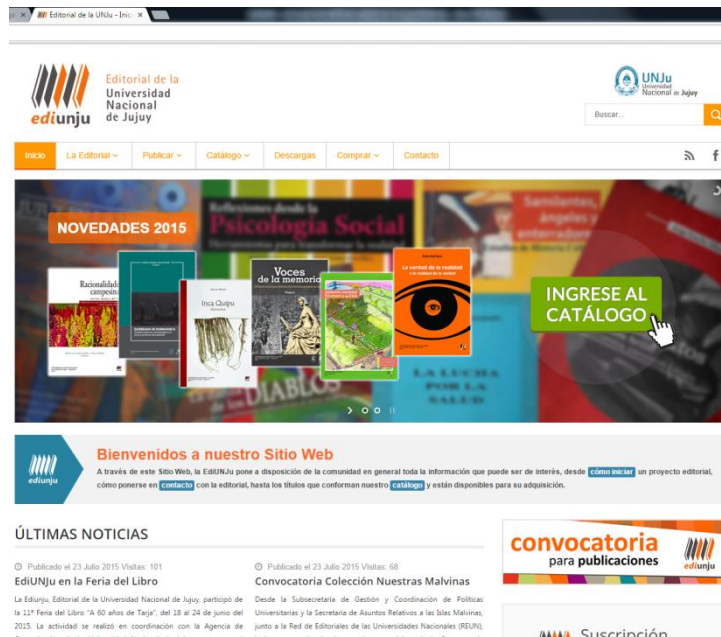 Editorial de la UNJu - Inic
Editorial de la
Universidad
Nacional
de Jujuy
ediunju
UNJu
Universidad
Nacional de Jujuy
Buscar...
Inicio
La Editorial
Publicar
Catálogo
Descargas
Comprar
Contacto
NOVEDADES 2015
Reflexiones desde la
Psicología Social
Samilantes,
ángeles y
enterradores
Racionalidad
campesina
Inca Quipu
Voces
de la memoria
La verdad de la realidad
LA LUCHA
POR LA
SALUD
de los DIABLOS
INGRESE AL
CATÁLOGO
ediunju
Bienvenidos a nuestro Sitio Web
A través de este Sitio Web, la EdiUNJu pone a disposición de la comunidad en general toda la información que puede ser de interés, desde cómo iniciar un proyecto editorial,
cómo ponerse en contacto con la editorial, hasta los títulos que conforman nuestro catálogo y están disponibles para su adquisición.
ÚLTIMAS NOTICIAS
Publicado el 23 Julio 2015 Visitas: 101
EdiUNJu en la Feria del Libro
La Ediunju, Editorial de la Universidad Nacional de Jujuy, participó de
la 11ª Feria del Libro "A 60 años de Tarja", del 18 al 24 de junio del
2015. La actividad se realizó en coordinación con la Agencia de
Publicado el 23 Julio 2015 Visitas: 68
Convocatoria Colección Nuestras Malvinas
Desde la Subsecretaría de Gestión y Coordinación de Políticas
Universitarias y la Secretaría de Asuntos Relativos a las Islas Malvinas,
junto a la Red de Editoriales de las Universidades Nacionales (REUN),
convocatoria
para publicaciones
ediunju
Suscripción